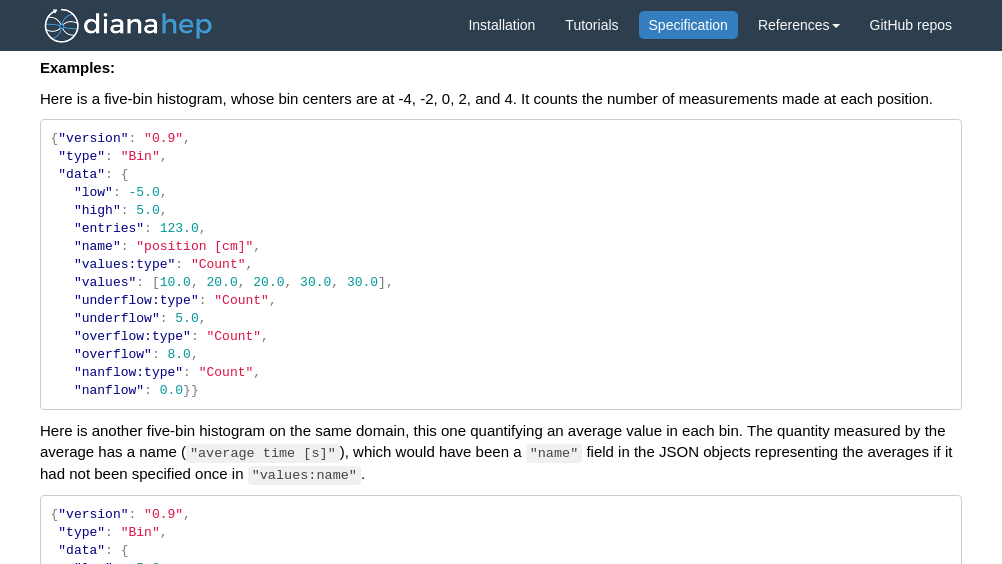 dianahep Installation Tutorials Specification References GitHub repos
Examples:
Here is a five-bin histogram, whose bin centers are at -4, -2, 0, 2, and 4. It counts the number of measurements made at each position.
{"version": "0.9",
 "type": "Bin",
 "data": {
   "low": -5.0,
   "high": 5.0,
   "entries": 123.0,
   "name": "position [cm]",
   "values:type": "Count",
   "values": [10.0, 20.0, 20.0, 30.0, 30.0],
   "underflow:type": "Count",
   "underflow": 5.0,
   "overflow:type": "Count",
   "overflow": 8.0,
   "nanflow:type": "Count",
   "nanflow": 0.0}}
Here is another five-bin histogram on the same domain, this one quantifying an average value in each bin. The quantity measured by the
average has a name ("average time [s]"), which would have been a "name" field in the JSON objects representing the averages if it
had not been specified once in "values:name".
{"version": "0.9",
 "type": "Bin",
 "data": {